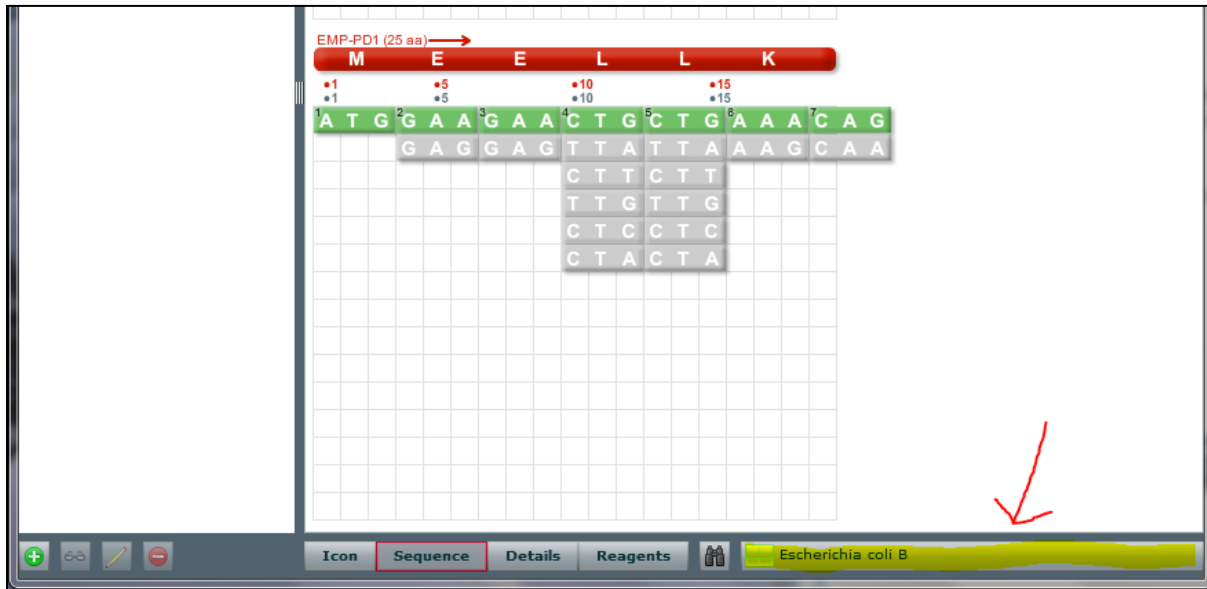 EMP-PD1 (25 aa)
M E E L L K
•1 •5 •10 •15
•1 •5 •10 •15
1 A T G 2 G A A 3 G A A 4 C T G 5 C T G 6 A A A 7 C A G
G A G G A G T T A T T A A A G C A A
C T T C T T
T T G T T G
C T C C T C
C T A C T A
Icon Sequence Details Reagents Escherichia coli B